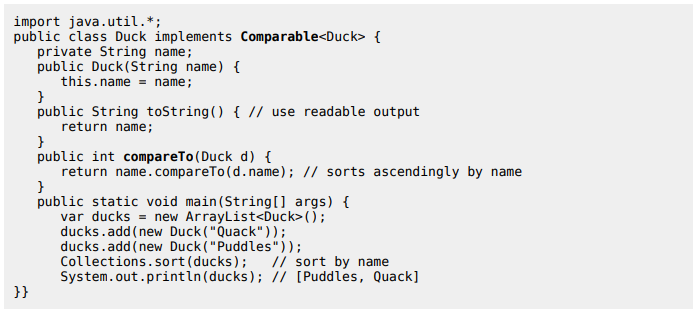 import java.util.*;
public class Duck implements Comparable<Duck> {
   private String name;
   public Duck(String name) {
      this.name = name;
   }
   public String toString() { // use readable output
      return name;
   }
   public int compareTo(Duck d) {
      return name.compareTo(d.name); // sorts ascendingly by name
   }
   public static void main(String[] args) {
      var ducks = new ArrayList<Duck>();
      ducks.add(new Duck("Quack"));
      ducks.add(new Duck("Puddles"));
      Collections.sort(ducks);   // sort by name
      System.out.println(ducks); // [Puddles, Quack]
}}